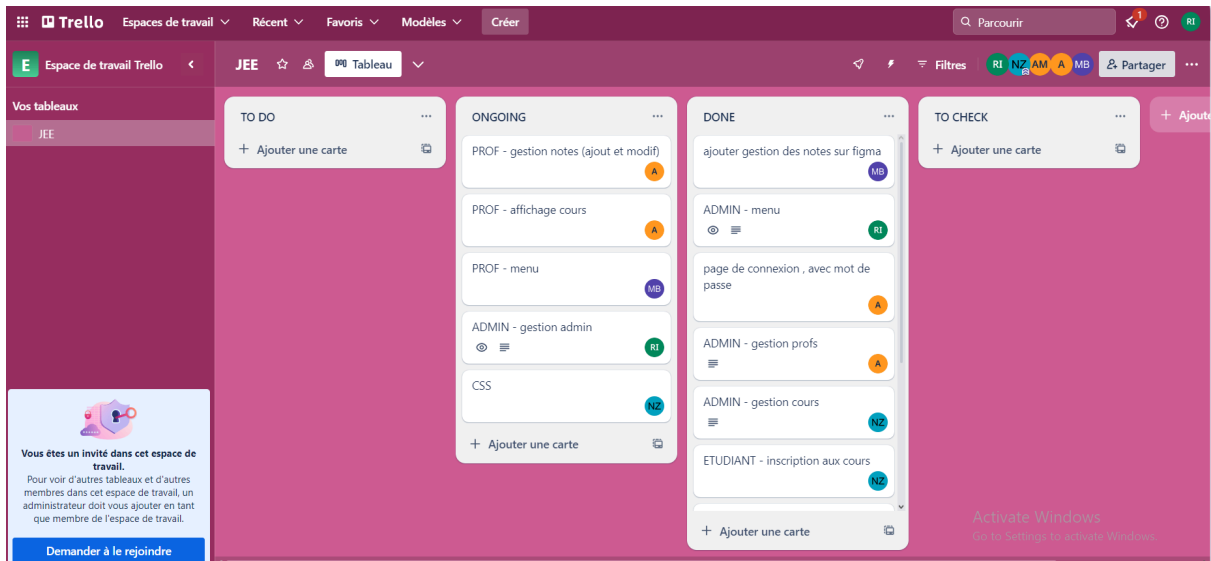 Trello
Espaces de travail
Récent
Favoris
Modèles
Créer
Parcourir
1
RI
E
Espace de travail Trello
JEE
Tableau
Filtres
RI NZ AM A MB
Partager
Vos tableaux
JEE
TO DO
+ Ajouter une carte
ONGOING
PROF - gestion notes (ajout et modif)
A
PROF - affichage cours
A
PROF - menu
MB
ADMIN - gestion admin
RI
CSS
NZ
+ Ajouter une carte
DONE
ajouter gestion des notes sur figma
MB
ADMIN - menu
RI
page de connexion , avec mot de
passe
A
ADMIN - gestion profs
A
ADMIN - gestion cours
NZ
ETUDIANT - inscription aux cours
NZ
+ Ajouter une carte
TO CHECK
+ Ajouter une carte
+ Ajoute
Vous êtes un invité dans cet espace de
travail.
Pour voir d'autres tableaux et d'autres
membres dans cet espace de travail, un
administrateur doit vous ajouter en tant
que membre de l'espace de travail.
Demander à le rejoindre
Activate Windows
Go to Settings to activate Windows.